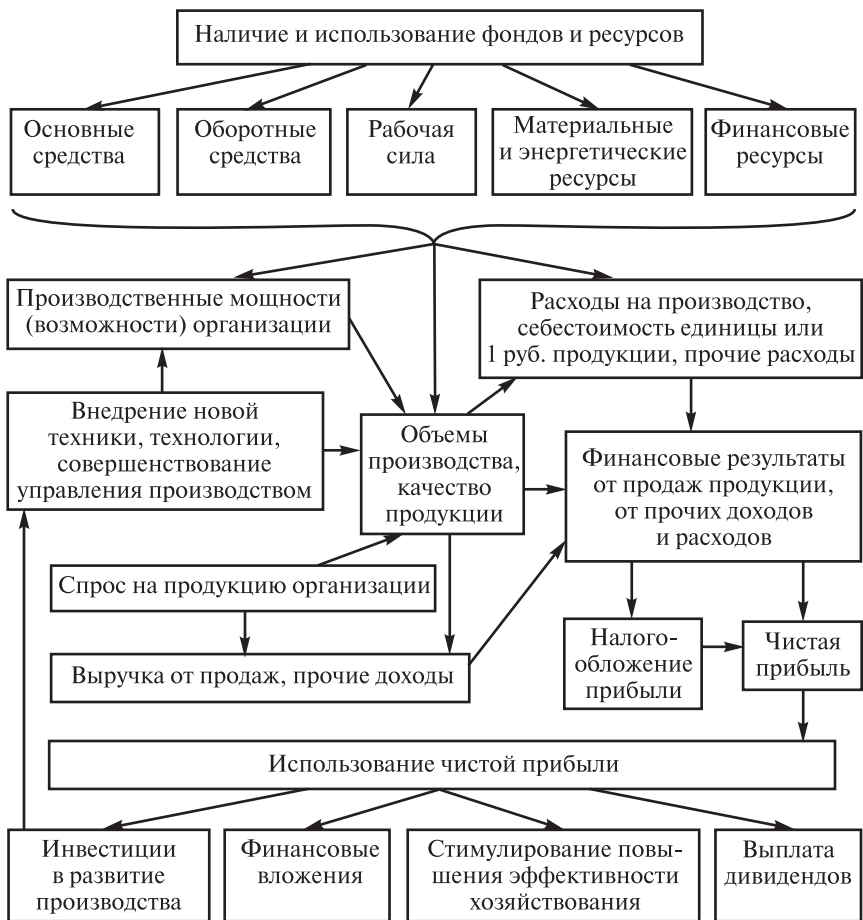 Наличие и использование фондов и ресурсов
Основные
средства
Оборотные
средства
Рабочая
сила
Материальные
и энергетические
ресурсы
Финансовые
ресурсы
Производственные мощности
(возможности) организации
Расходы на производство,
себестоимость единицы или
1 руб. продукции, прочие расходы
Внедрение новой
техники, технологии,
совершенствование
управления производством
Объемы
производства,
качество
продукции
Финансовые результаты
от продаж продукции,
от прочих доходов
и расходов
Спрос на продукцию организации
Выручка от продаж, прочие доходы
Налого-
обложение
прибыли
Чистая
прибыль
Использование чистой прибыли
Инвестиции
в развитие
производства
Финансовые
вложения
Стимулирование повы-
шения эффективности
хозяйствования
Выплата
дивидендов